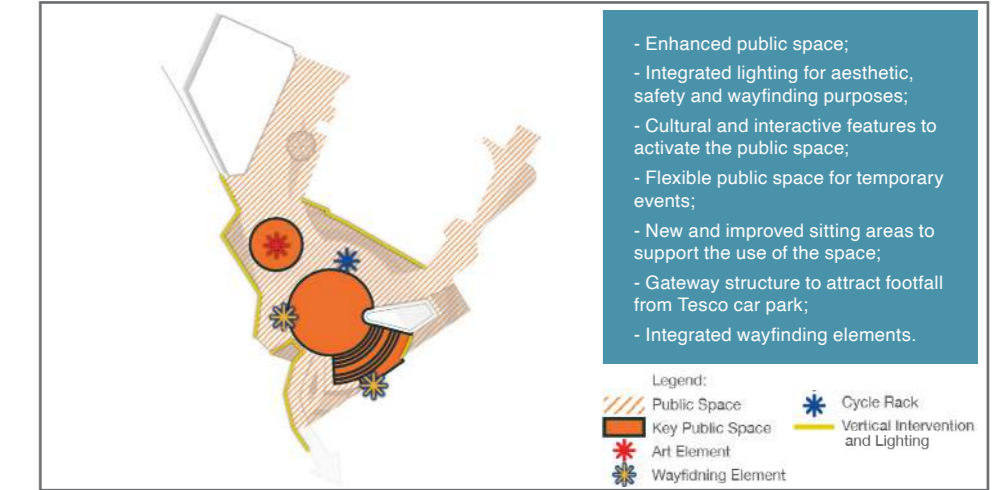 - Enhanced public space;
- Integrated lighting for aesthetic,
safety and wayfinding purposes;
- Cultural and interactive features to
activate the public space;
- Flexible public space for temporary
events;
- New and improved sitting areas to
support the use of the space;
- Gateway structure to attract footfall
from Tesco car park;
- Integrated wayfinding elements.
Legend:
Public Space
Key Public Space
Art Element
Wayfidning Element
Cycle Rack
Vertical Intervention
and Lighting